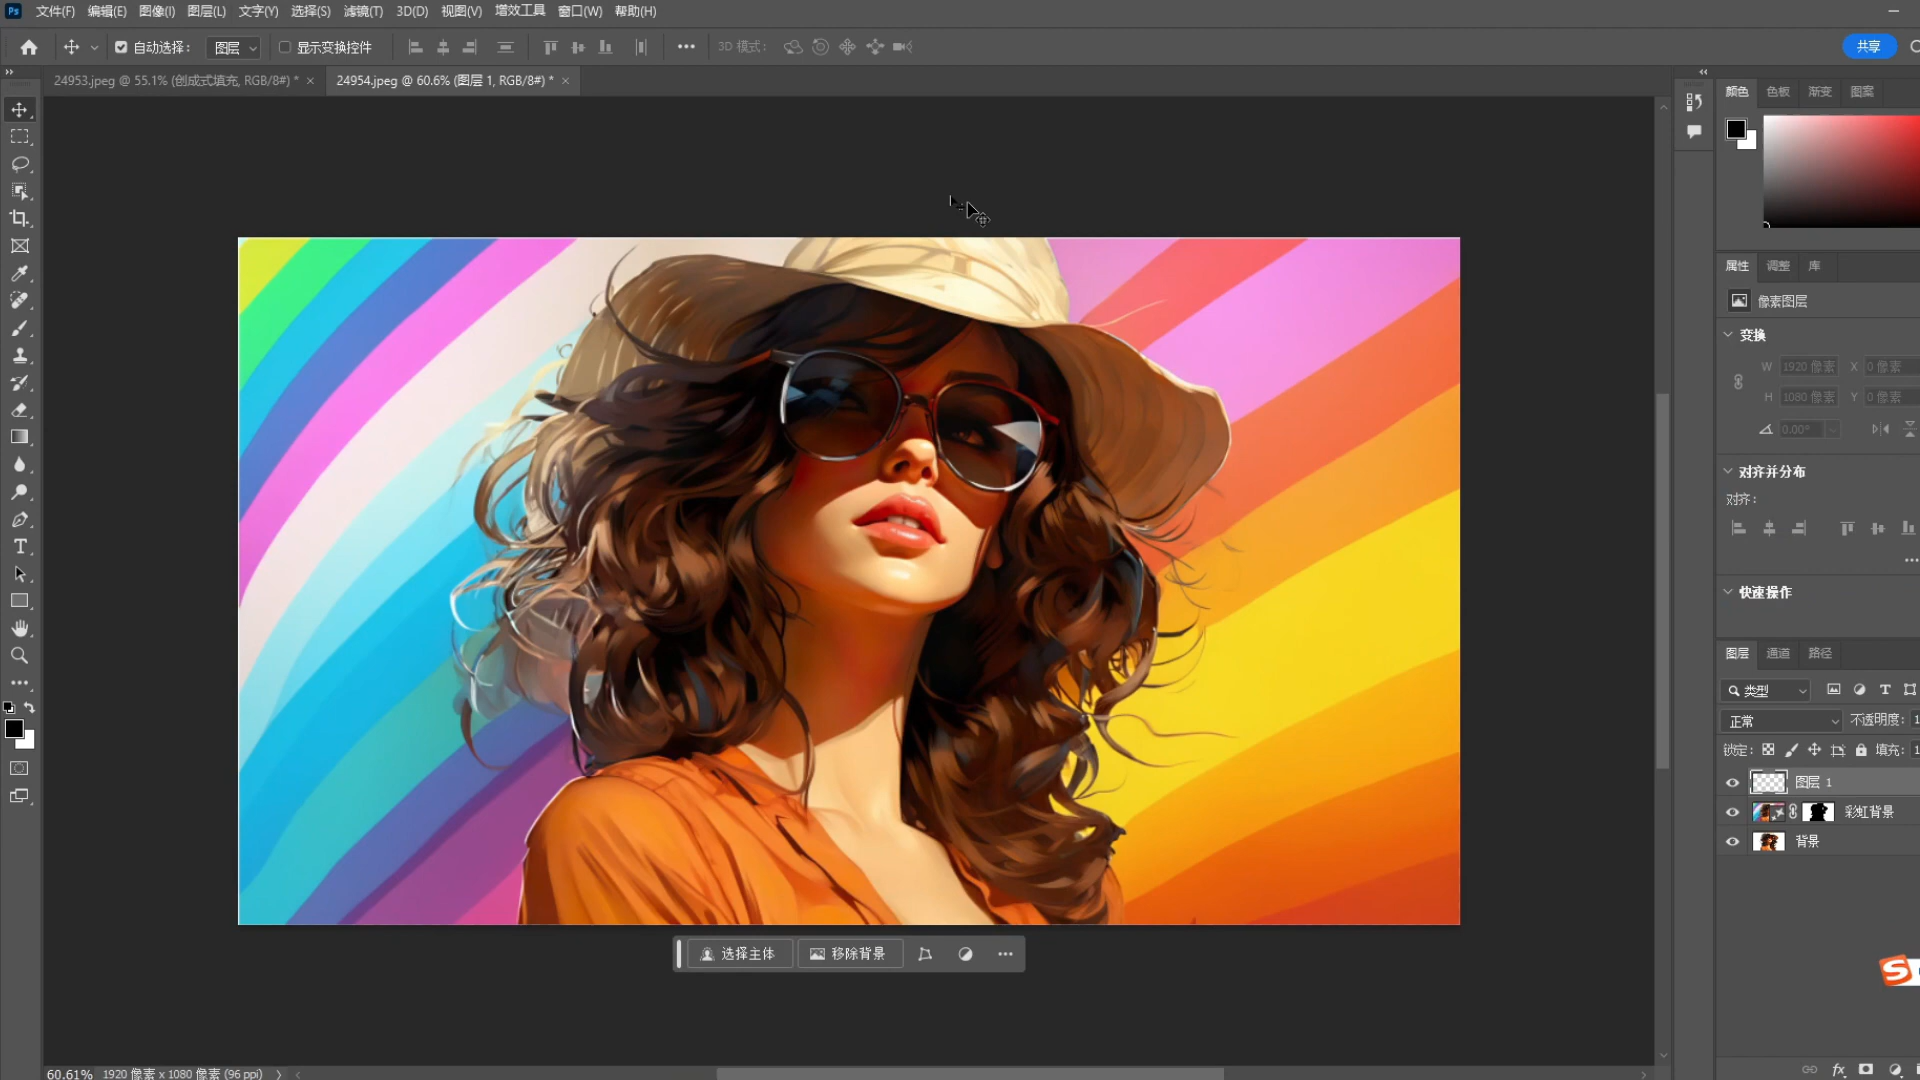 Ps 文件(F) 编辑(E) 图像(I) 图层(L) 文字(Y) 选择(S) 滤镜(T) 3D(D) 视图(V) 增效工具 窗口(W) 帮助(H)
自动选择： 图层 显示变换控件 3D 模式： 共享
24953.jpeg @ 55.1% (创成式填充, RGB/8#) * × 24954.jpeg @ 60.6% (图层 1, RGB/8#) * ×
颜色 色板 渐变 图案
属性 调整 库
像素图层
变换
W 1920 像素 X 0 像素
H 1080 像素 Y 0 像素
0.00°
对齐并分布
对齐：
快速操作
图层 通道 路径
类型
正常 不透明度：
锁定： 填充：
图层 1
彩虹背景
背景
选择主体 移除背景
60.61% 1920 像素 x 1080 像素 (96 ppi)